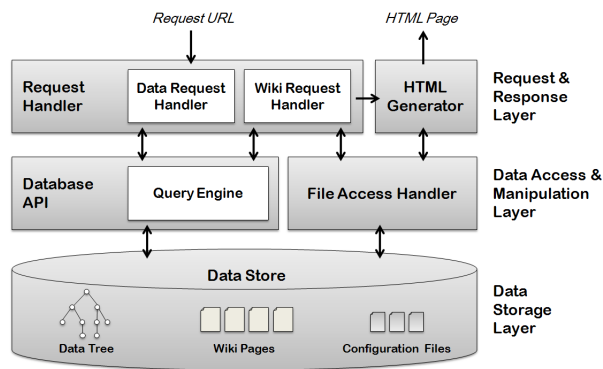 Request URL
HTML Page
Request
Handler
Data Request
Handler
Wiki Request
Handler
HTML
Generator
Request &
Response
Layer
Database
API
Query Engine
File Access Handler
Data Access &
Manipulation
Layer
Data Store
Data Tree
Wiki Pages
Configuration Files
Data
Storage
Layer